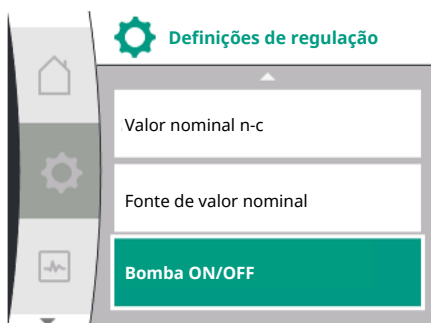 Definições de regulação
Valor nominal n-c
Fonte de valor nominal
Bomba ON/OFF